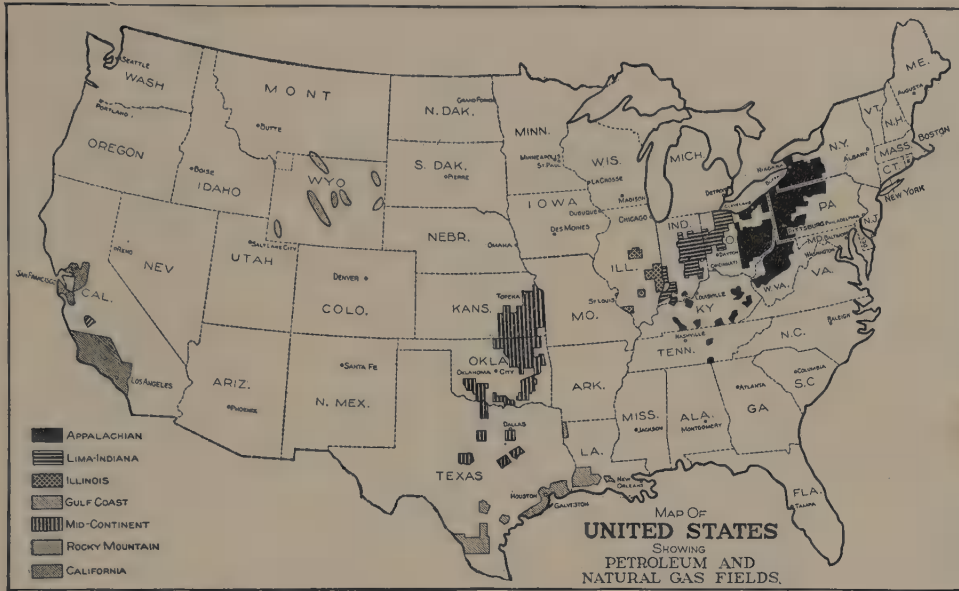 SEATTLE
WASH
PORTLAND.
OREGON
MONT
BUTTE
BOISE
IDAHO
WYO
N. DAK.
GRAND FORKS
S. DAK.
PIERRE
MINN.
MINNEAPOLIS
ST. PAUL
WIS.
LA CROSSE
MADISON
MICH.
DETROIT
IOWA
DUBUQUE
DES MOINES
CHICAGO
NEBR.
OMAHA
NEV
RENO
UTAH
SALT LAKE CITY
DENVER
COLO.
SAN FRANCISCO
CAL.
LOS ANGELES
ARIZ.
PHOENIX
N. MEX.
SANTA FE
KANS.
TOPEKA
OKLA
OKLAHOMA CITY
MO.
ST. LOUIS
ILL.
IND.
O
CLEVELAND
DAYTON
CINCINNATI
LOUISVILLE
KY
NASHVILLE
TENN.
ARK.
MISS.
JACKSON
ALA.
MONTGOMERY
GA
ATLANTA
COLUMBIA
S.C
N.C.
RALEIGH
VA.
W.VA.
MD.
BALTIMORE
WASHINGTON
PITTSBURG
PHILADELPHIA
PA
N.J.
NEW YORK
N.Y.
ALBANY
NIAGARA
VT.
N.H.
ME.
AUGUSTA
BOSTON
MASS.
CT.
TEXAS
DALLAS
HOUSTON
GALVESTON
LA.
NEW ORLEANS
FLA.
TAMPA
APPALACHIAN
LIMA-INDIANA
ILLINOIS
GULF COAST
MID-CONTINENT
ROCKY MOUNTAIN
CALIFORNIA
MAP OF
UNITED STATES
SHOWING
PETROLEUM AND
NATURAL GAS FIELDS.